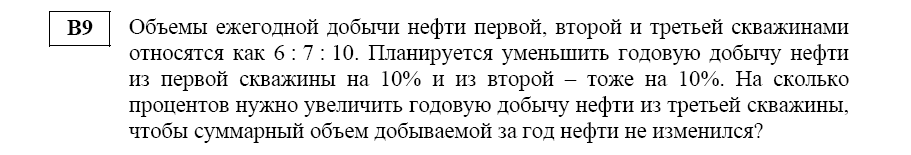 В9 Объемы ежегодной добычи нефти первой, второй и третьей скважинами
относятся как 6 : 7 : 10. Планируется уменьшить годовую добычу нефти
из первой скважины на 10% и из второй – тоже на 10%. На сколько
процентов нужно увеличить годовую добычу нефти из третьей скважины,
чтобы суммарный объем добываемой за год нефти не изменился?